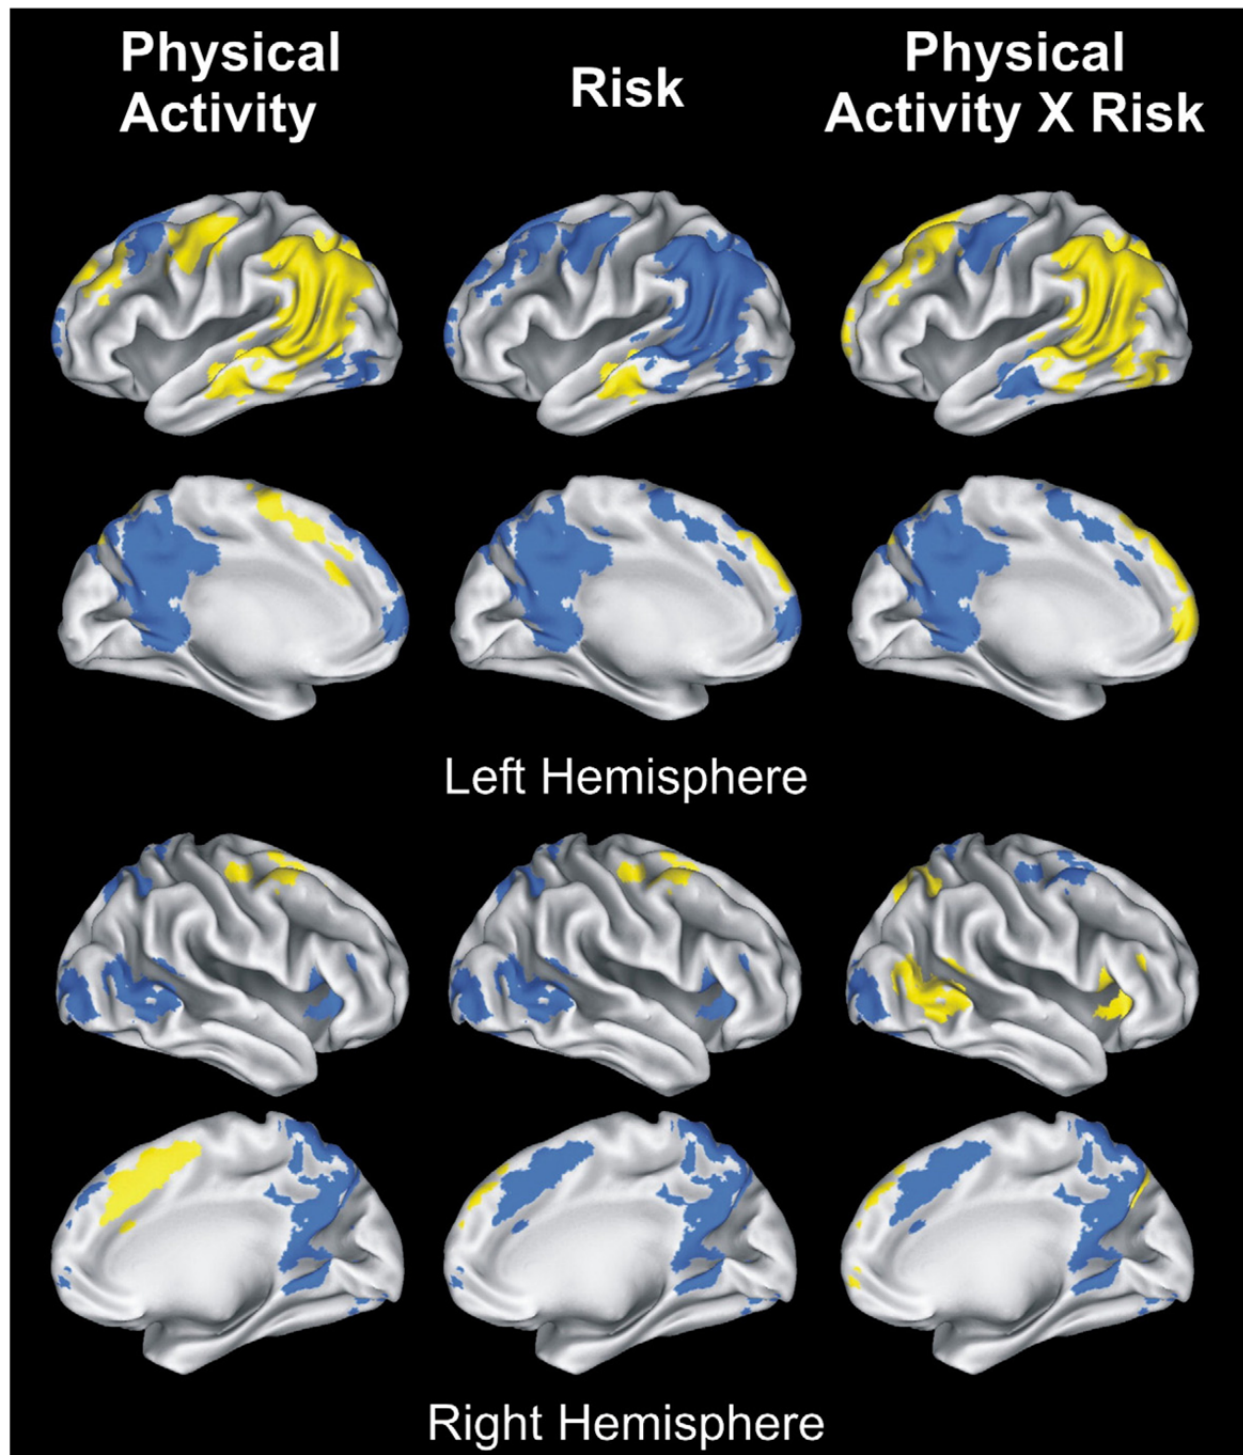 Physical
Activity
Risk
Physical
Activity X Risk
Left Hemisphere
Right Hemisphere